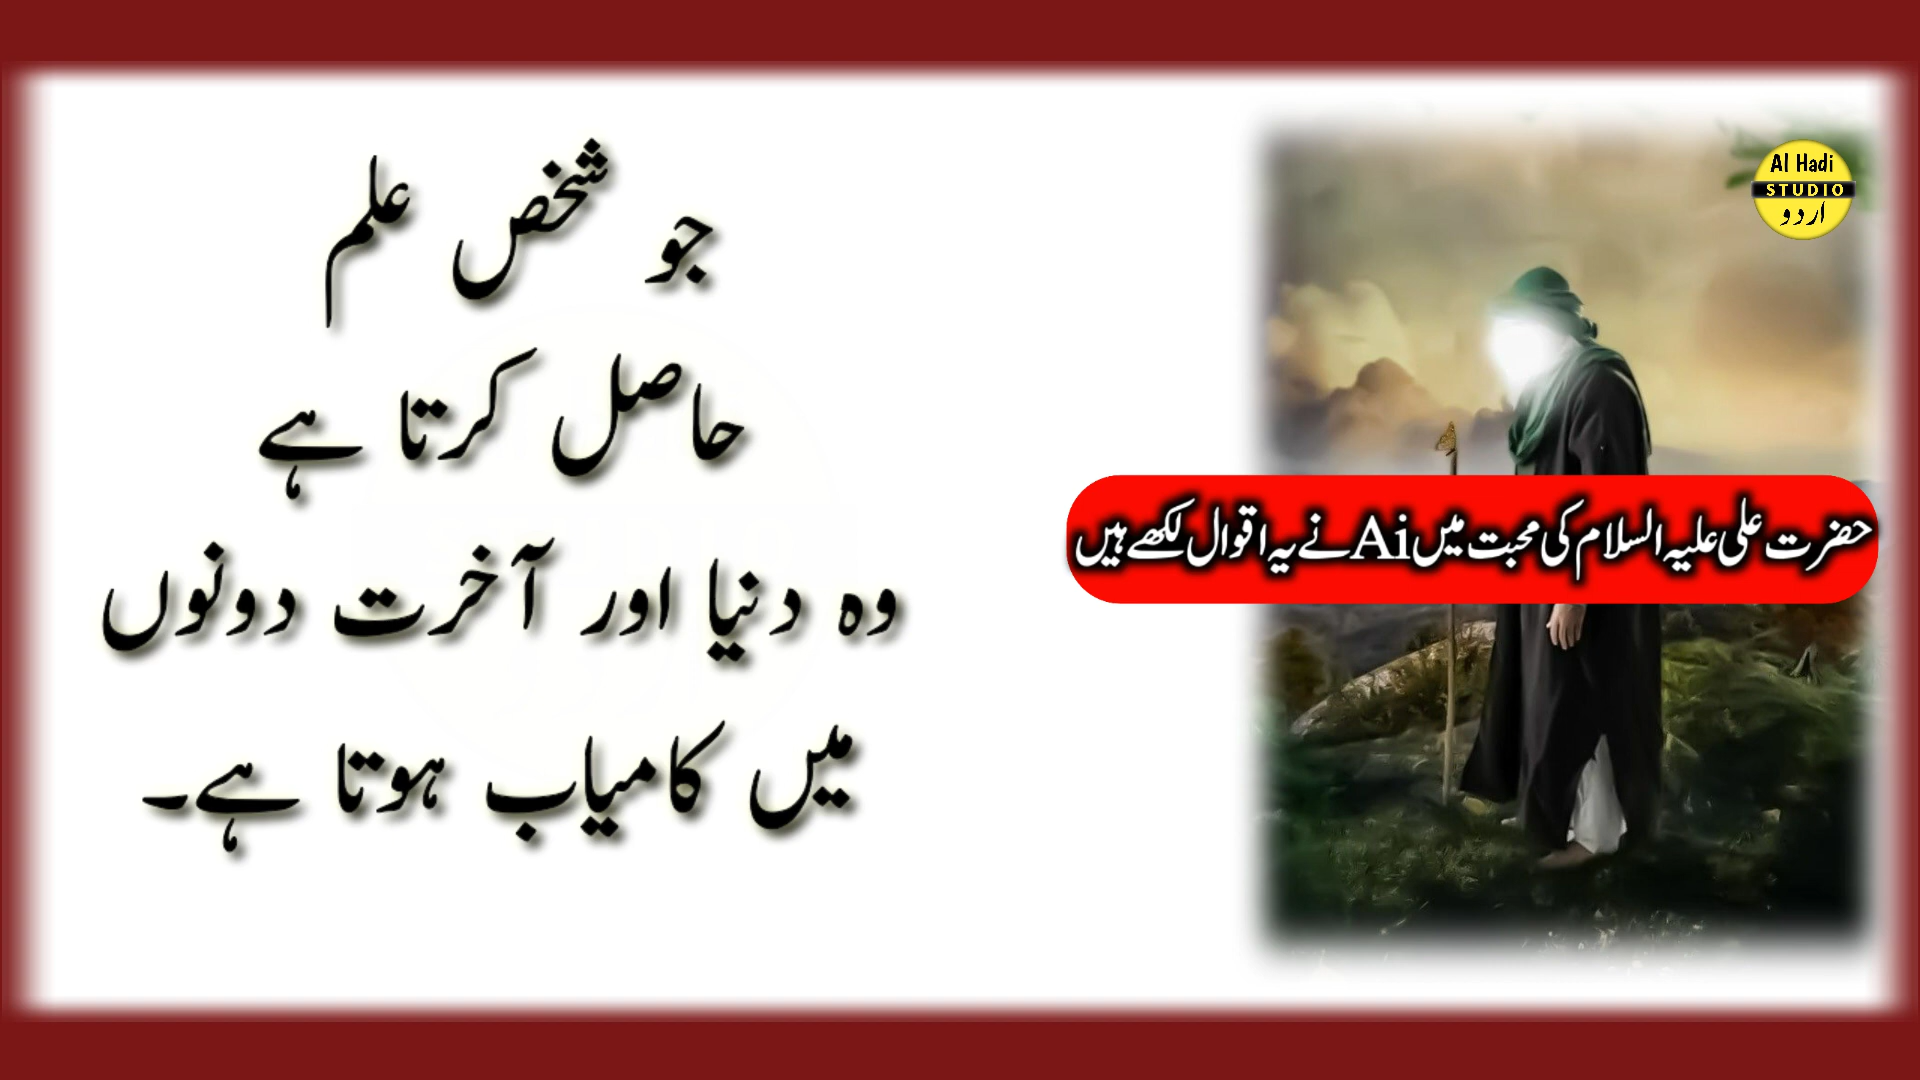 جو شخص علم
حاصل کرتا ہے
وہ دنیا اور آخرت دونوں
میں کامیاب ہوتا ہے۔
Al Hadi
STUDIO
اردو
حضرت علی علیہ السلام کی محبت میں Ai نے یہ اقوال لکھے ہیں